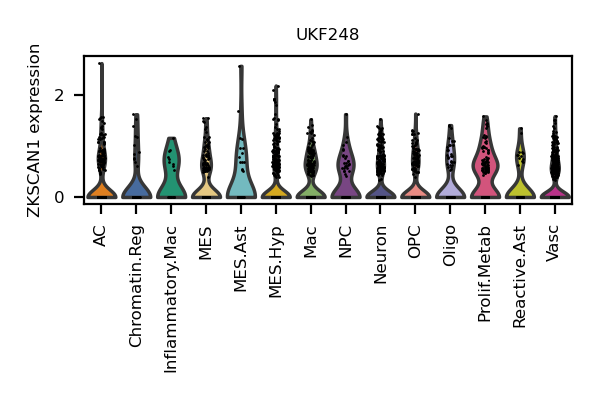 UKF248
ZKSCAN1 expression
2
0
AC
Chromatin.Reg
Inflammatory.Mac
MES
MES.Ast
MES.Hyp
Mac
NPC
Neuron
OPC
Oligo
Prolif.Metab
Reactive.Ast
Vasc